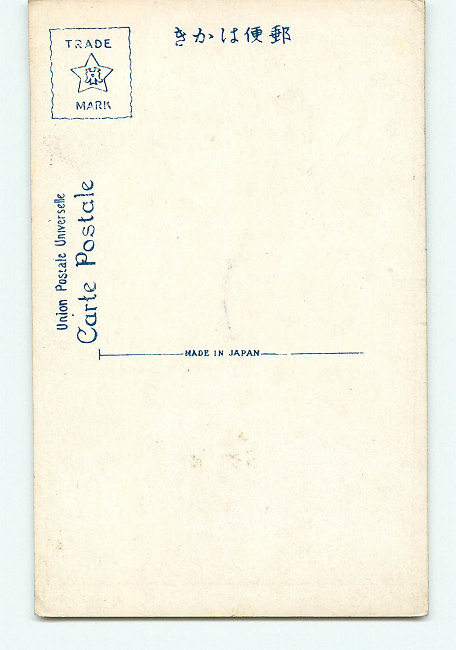 TRADE
MARK
きかは便郵
Union Postale Universelle
Carte Postale
MADE IN JAPAN